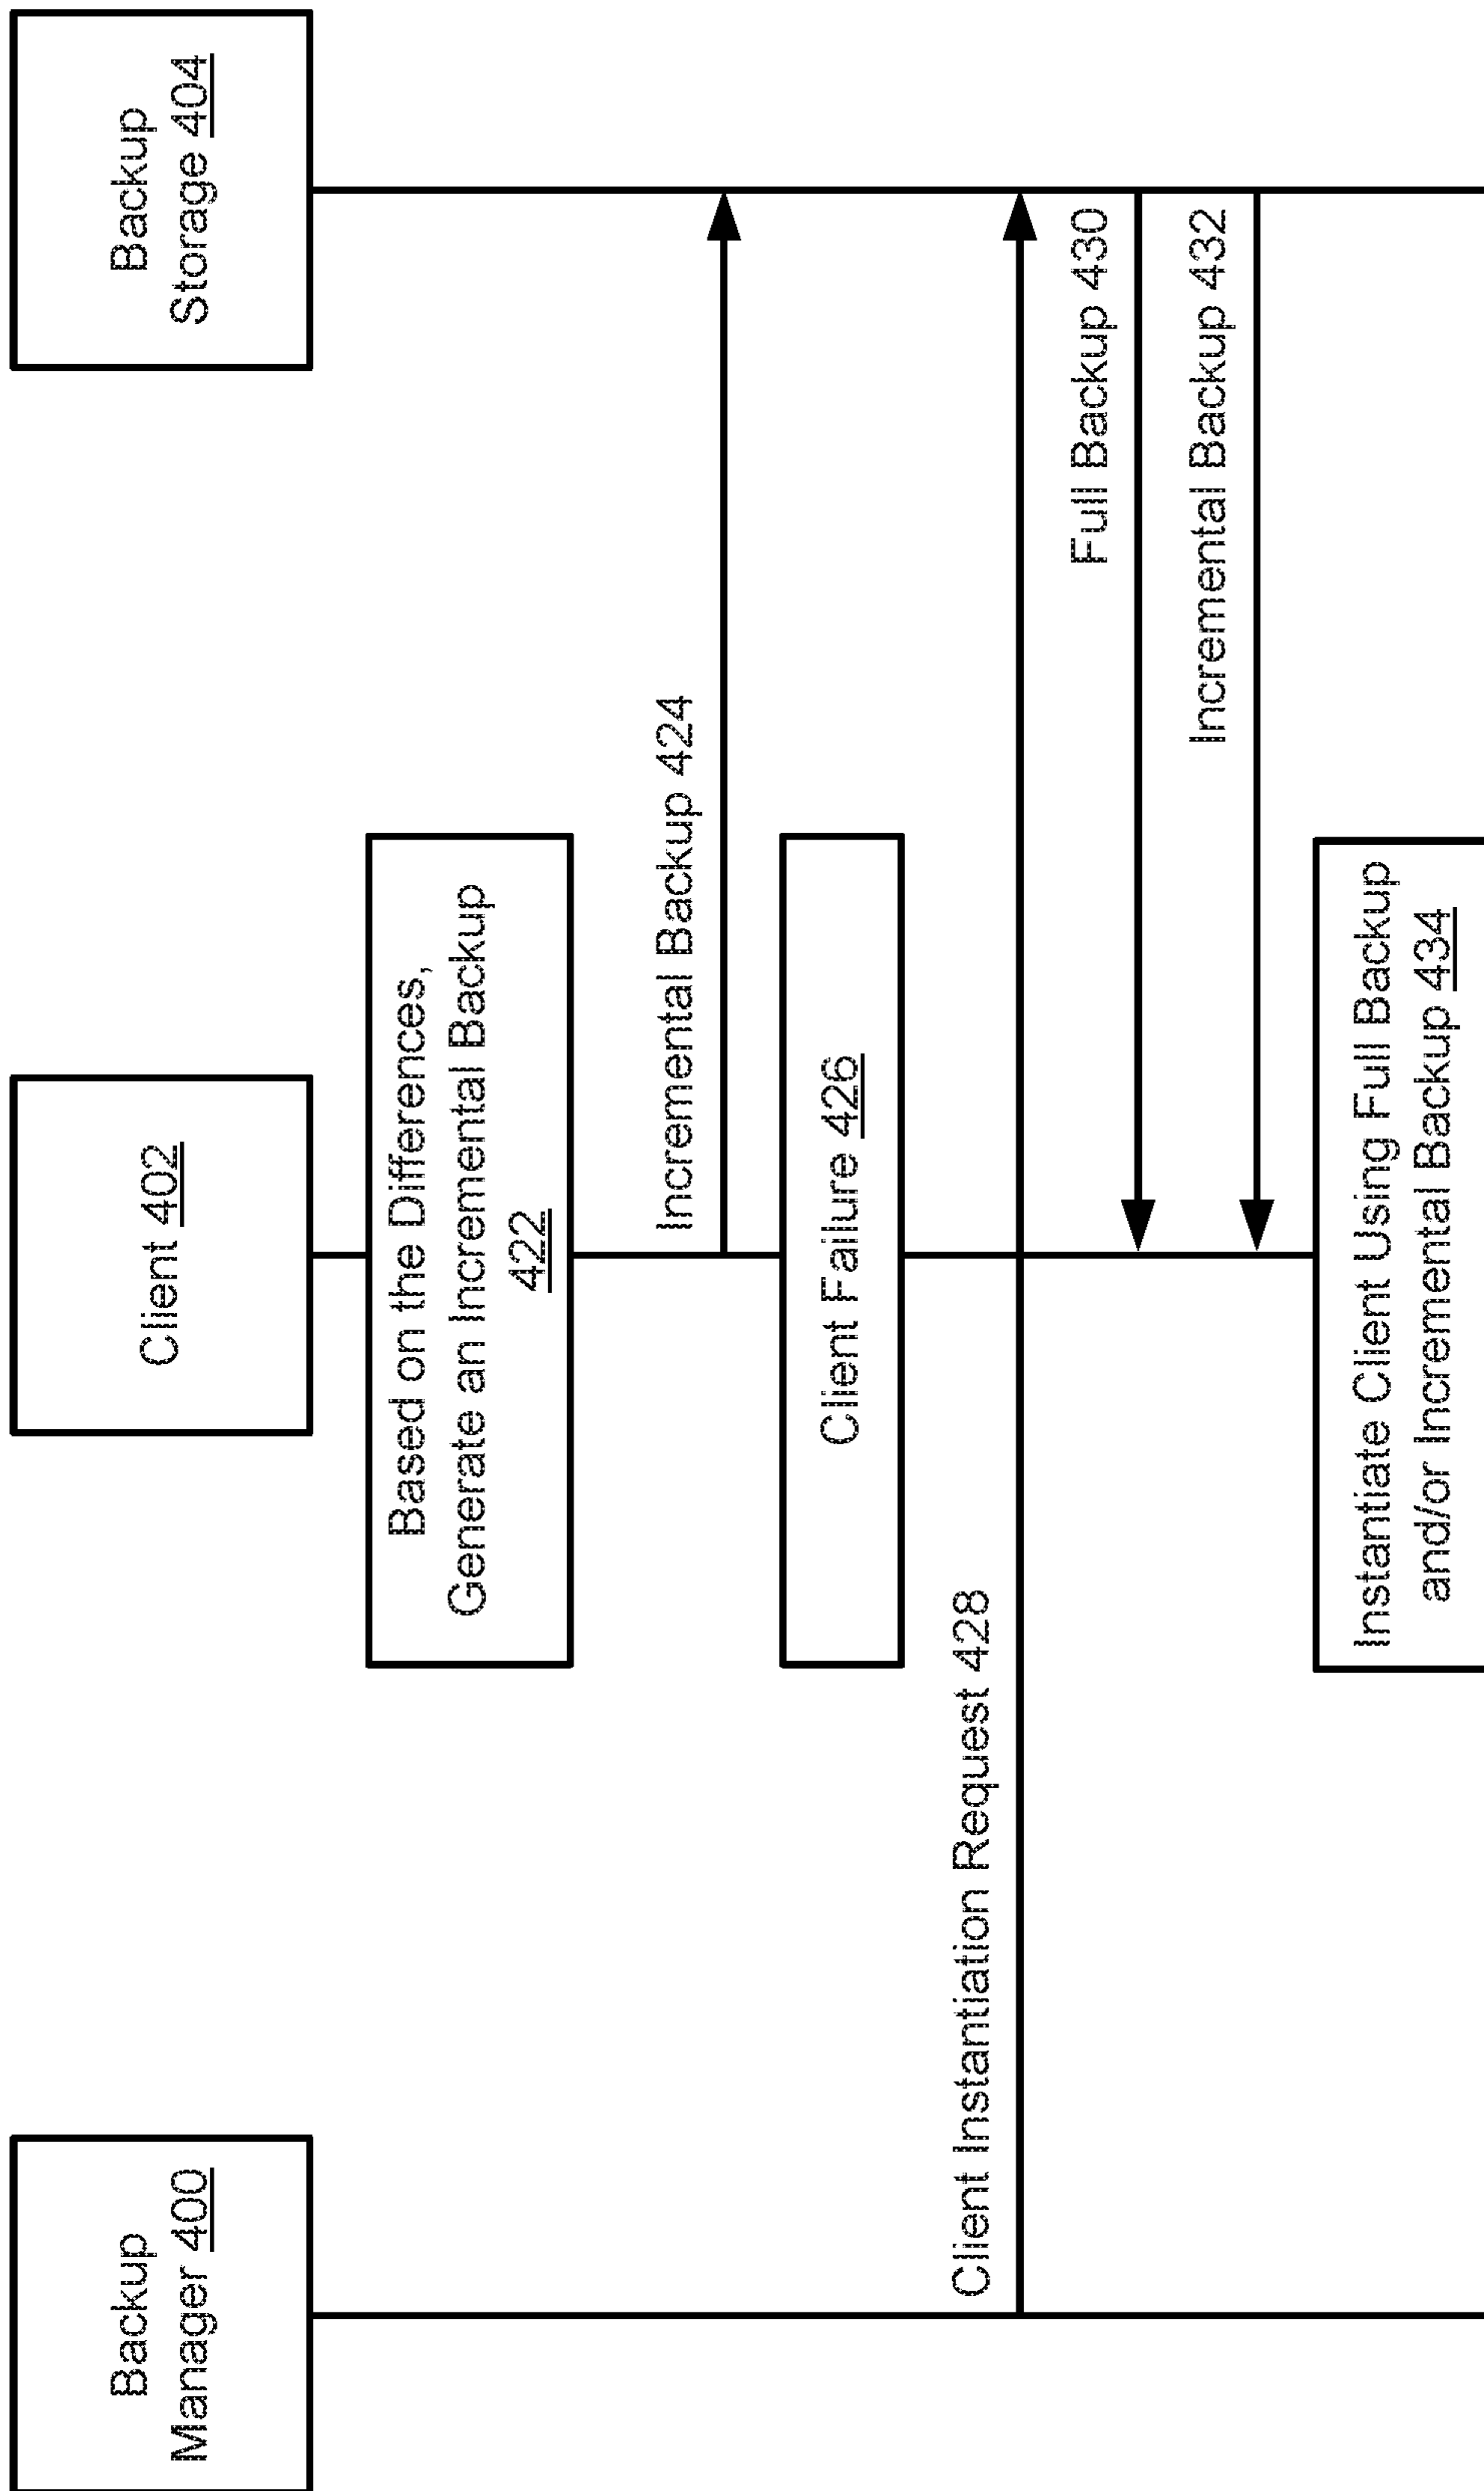 Backup
Manager 400
Client 402
Backup
Storage 404
Based on the Differences,
Generate an Incremental Backup
422
Incremental Backup 424
Client Failure 426
Client Instantiation Request 428
Full Backup 430
Incremental Backup 432
Instantiate Client Using Full Backup
and/or Incremental Backup 434